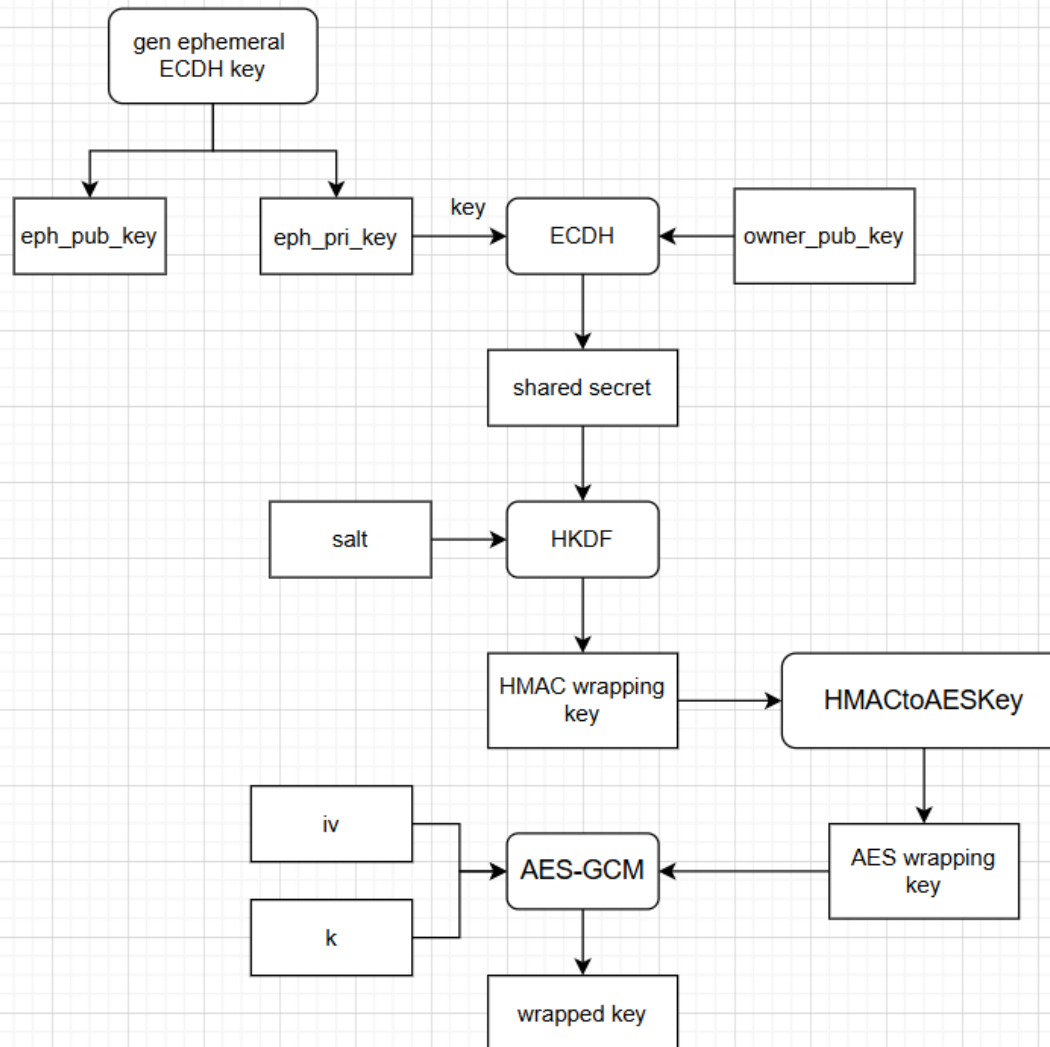 gen ephemeral
ECDH key
eph_pub_key
eph_pri_key
key
ECDH
owner_pub_key
shared secret
salt
HKDF
HMAC wrapping
key
HMACtoAESKey
iv
k
AES-GCM
AES wrapping
key
wrapped key